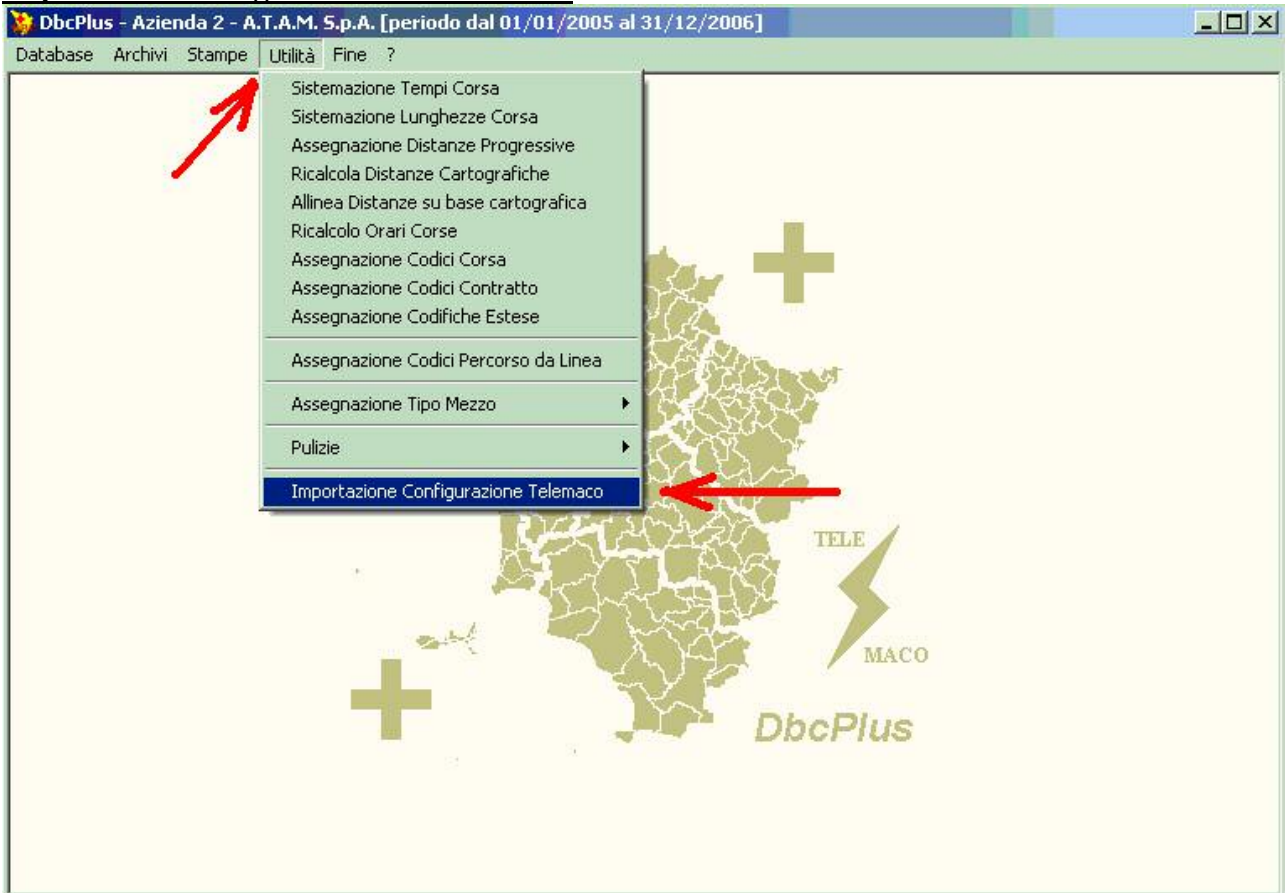 DbcPlus - Azienda 2 - A.T.A.M. S.p.A. [periodo dal 01/01/2005 al 31/12/2006]
Database Archivi Stampe Utilità Fine ?
Sistemazione Tempi Corsa
Sistemazione Lunghezze Corsa
Assegnazione Distanze Progressive
Ricalcola Distanze Cartografiche
Allinea Distanze su base cartografica
Ricalcolo Orari Corse
Assegnazione Codici Corsa
Assegnazione Codici Contratto
Assegnazione Codifiche Estese
Assegnazione Codici Percorso da Linea
Assegnazione Tipo Mezzo
Pulizie
Importazione Configurazione Telemaco
TELE
MACO
DbcPlus